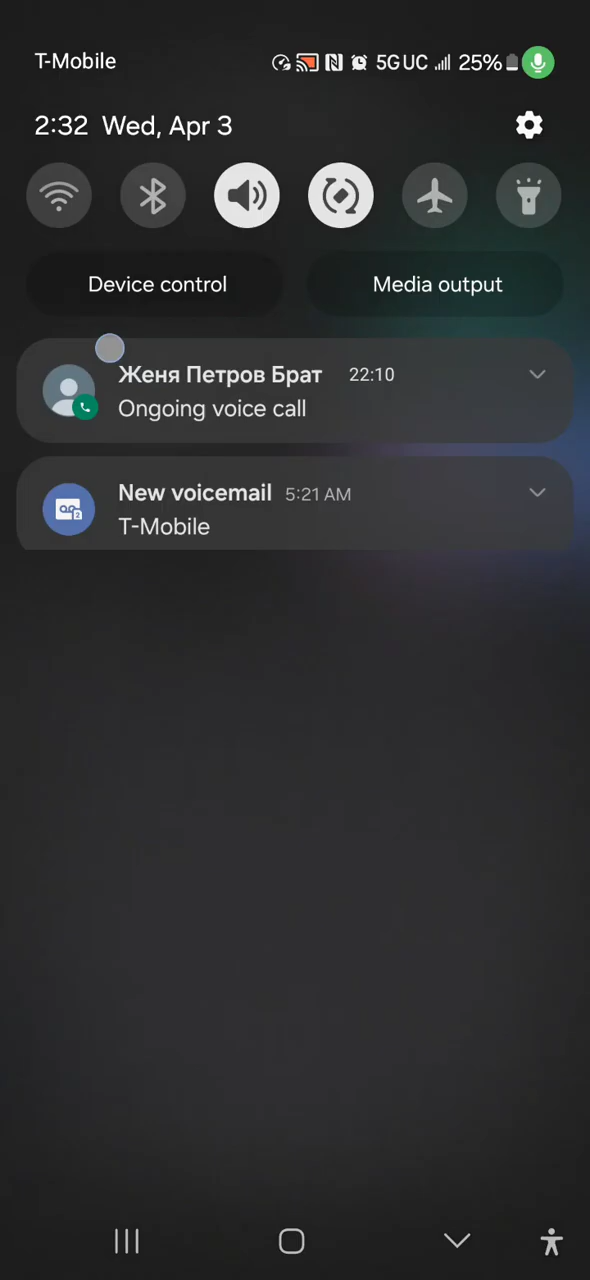 T-Mobile 5G UC 25%
2:32 Wed, Apr 3
Device control Media output
Женя Петров Брат 22:10
Ongoing voice call
New voicemail 5:21 AM
T-Mobile